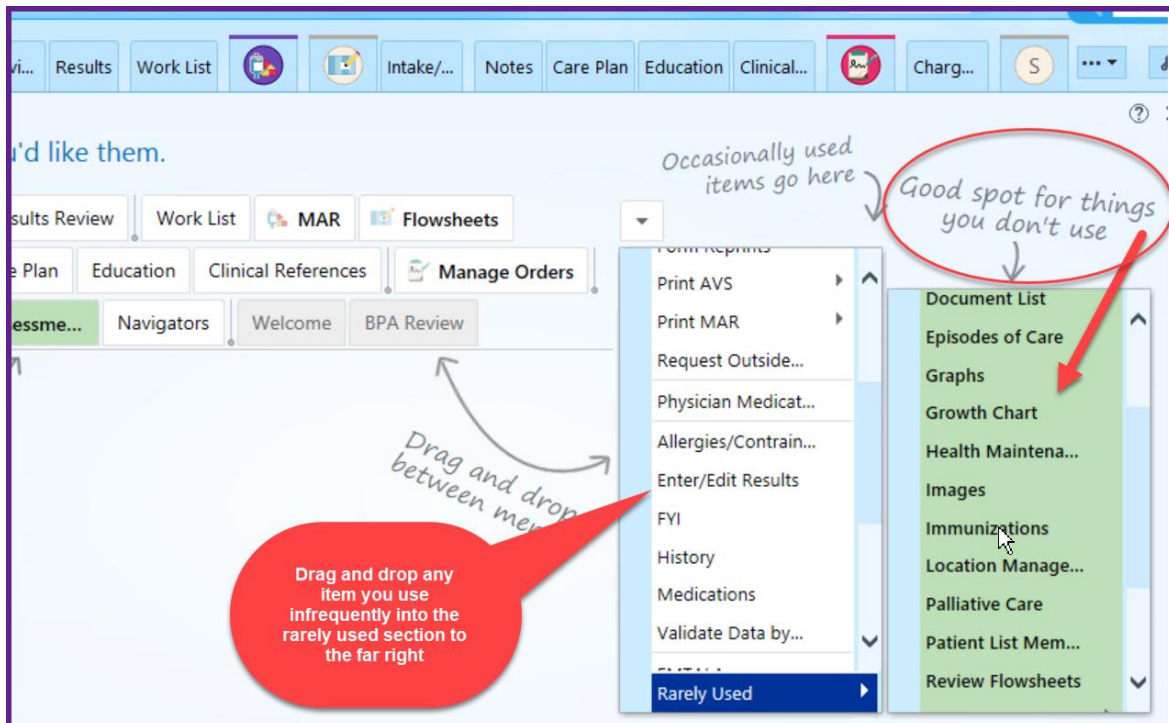 Results
Work List
Intake/...
Notes
Care Plan
Education
Clinical...
Charg...
S
u'd like them.
sults Review
Work List
MAR
Flowsheets
e Plan
Education
Clinical References
Manage Orders
essme...
Navigators
Welcome
BPA Review
Occasionally used
items go here
Good spot for things
you don't use
Drag and drop
between
Drag and drop any
item you use
infrequently into the
rarely used section to
the far right
Form Reprints
Print AVS
Print MAR
Request Outside...
Physician Medicat...
Allergies/Contrain...
Enter/Edit Results
FYI
History
Medications
Validate Data by...
Rarely Used
Document List
Episodes of Care
Graphs
Growth Chart
Health Maintena...
Images
Immunizations
Location Manage...
Palliative Care
Patient List Mem...
Review Flowsheets